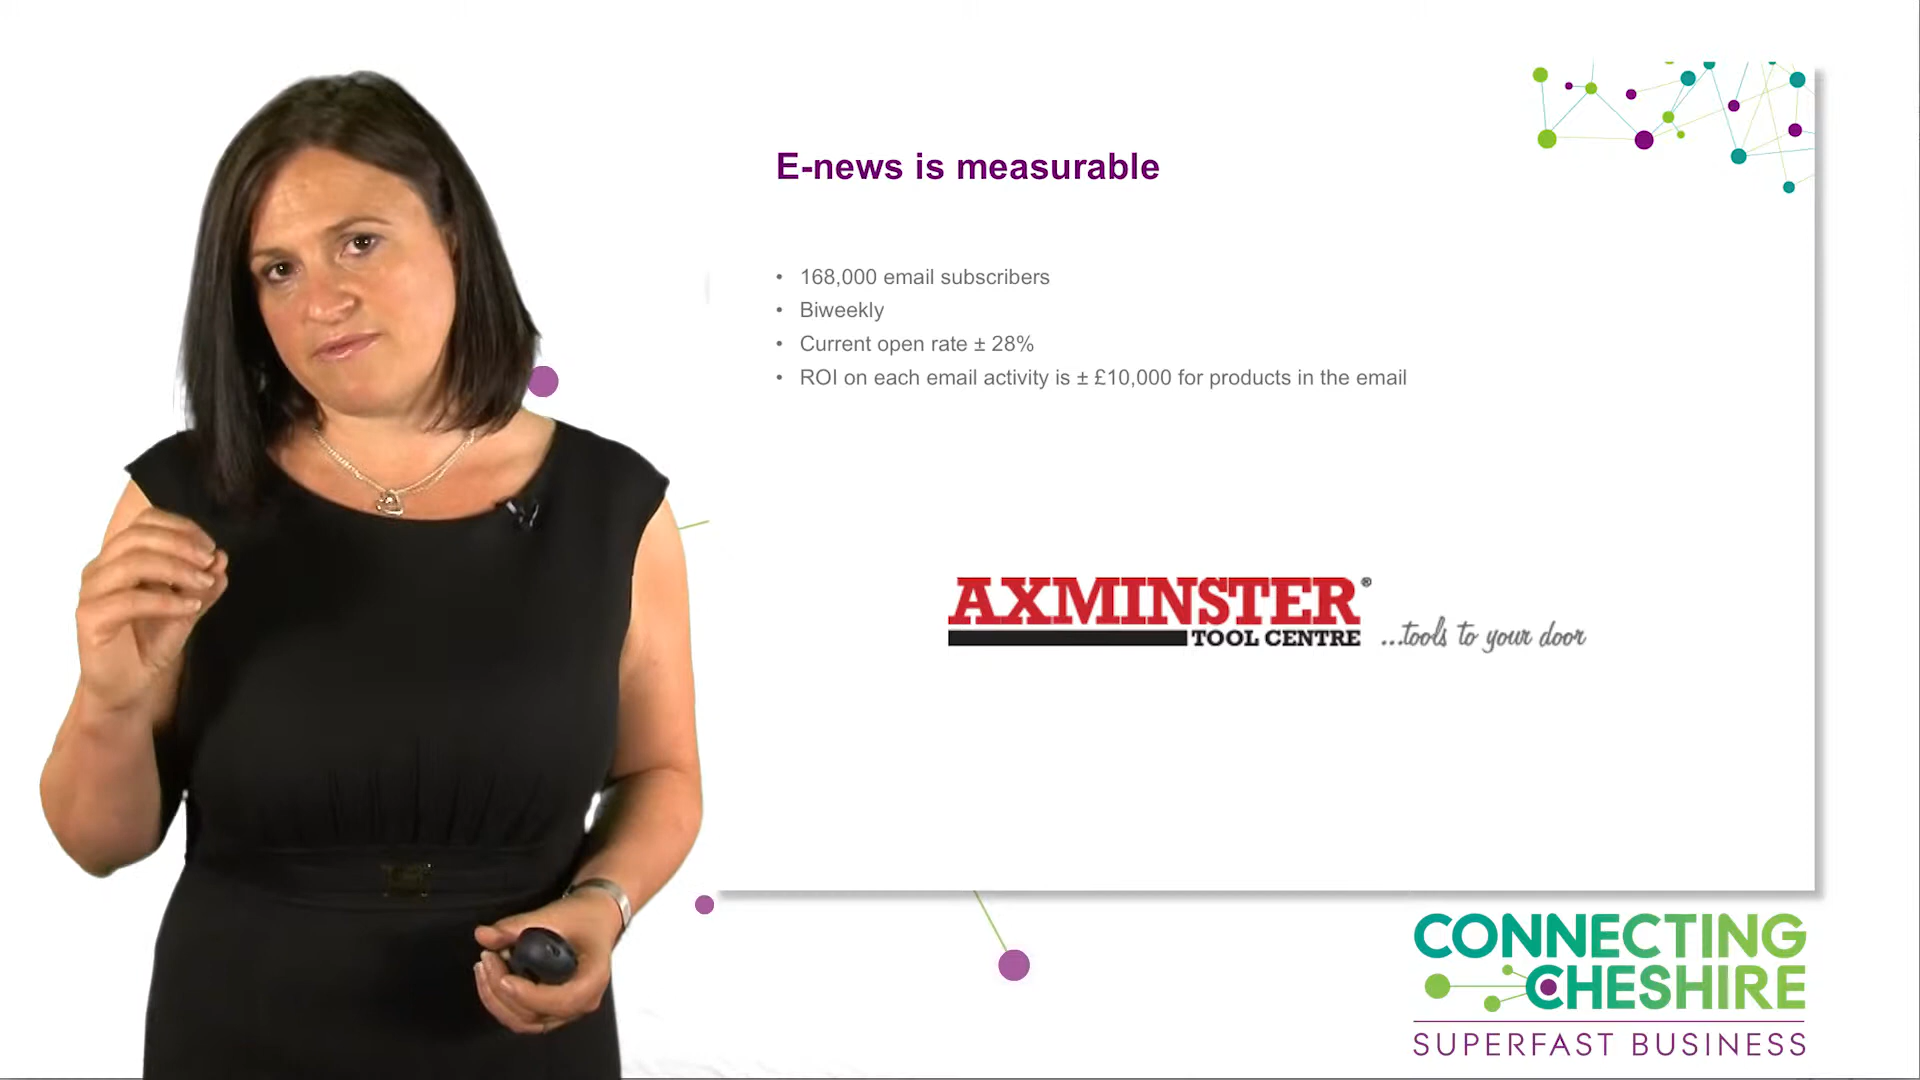 E-news is measurable
• 168,000 email subscribers
• Biweekly
• Current open rate ± 28%
• ROI on each email activity is ± £10,000 for products in the email
AXMINSTER®
TOOL CENTRE ...tools to your door
CONNECTING
CHESHIRE
SUPERFAST BUSINESS